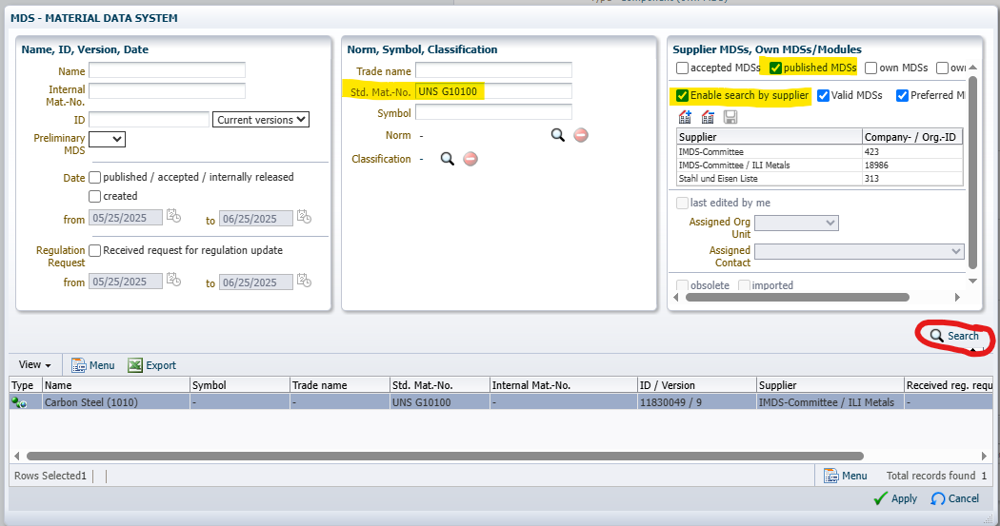 MDS - MATERIAL DATA SYSTEM
Name, ID, Version, Date
Name
Internal Mat.-No.
ID Current versions
Preliminary MDS
Date published / accepted / internally released
created
from 05/25/2025 to 06/25/2025
Regulation Request Received request for regulation update
from 05/25/2025 to 06/25/2025
Norm, Symbol, Classification
Trade name
Std. Mat.-No. UNS G10100
Symbol
Norm -
Classification -
Supplier MDSs, Own MDSs/Modules
accepted MDSs published MDSs own MDSs own
Enable search by supplier Valid MDSs Preferred M
Supplier Company- / Org.-ID
IMDS-Committee 423
IMDS-Committee / ILI Metals 18986
Stahl und Eisen Liste 313
last edited by me
Assigned Org Unit
Assigned Contact
obsolete imported
Search
View Menu Export
Type Name Symbol Trade name Std. Mat.-No. Internal Mat.-No. ID / Version Supplier Received reg. requ
Carbon Steel (1010) - - UNS G10100 - 11830049 / 9 IMDS-Committee / ILI Metals -
Rows Selected1 Menu Total records found 1
Apply Cancel